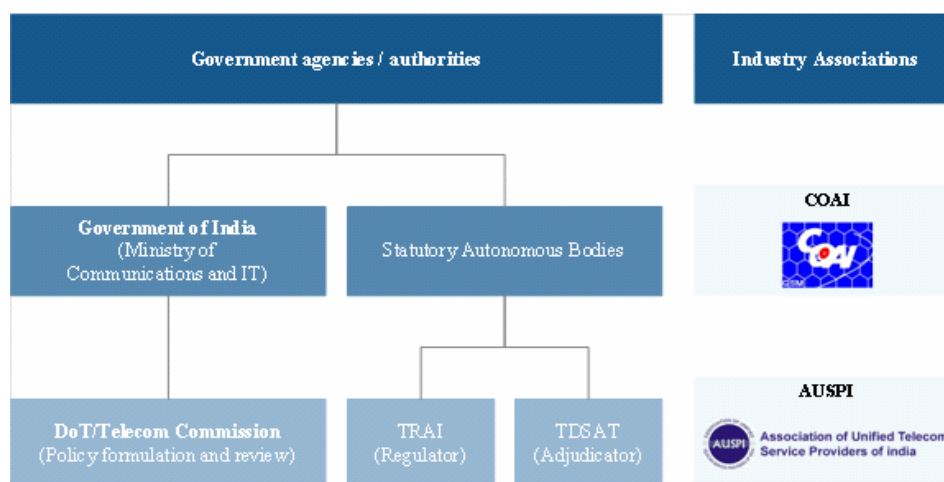 Government agencies / authorities
Industry Associations
Government of India
(Ministry of
Communications and IT)
Statutory Autonomous Bodies
COAI
COAI
GSM
DoT/Telecom Commission
(Policy formulation and review)
TRAI
(Regulator)
TDSAT
(Adjudicator)
AUSPI
AUSPI
Association of Unified Telecom
Service Providers of india